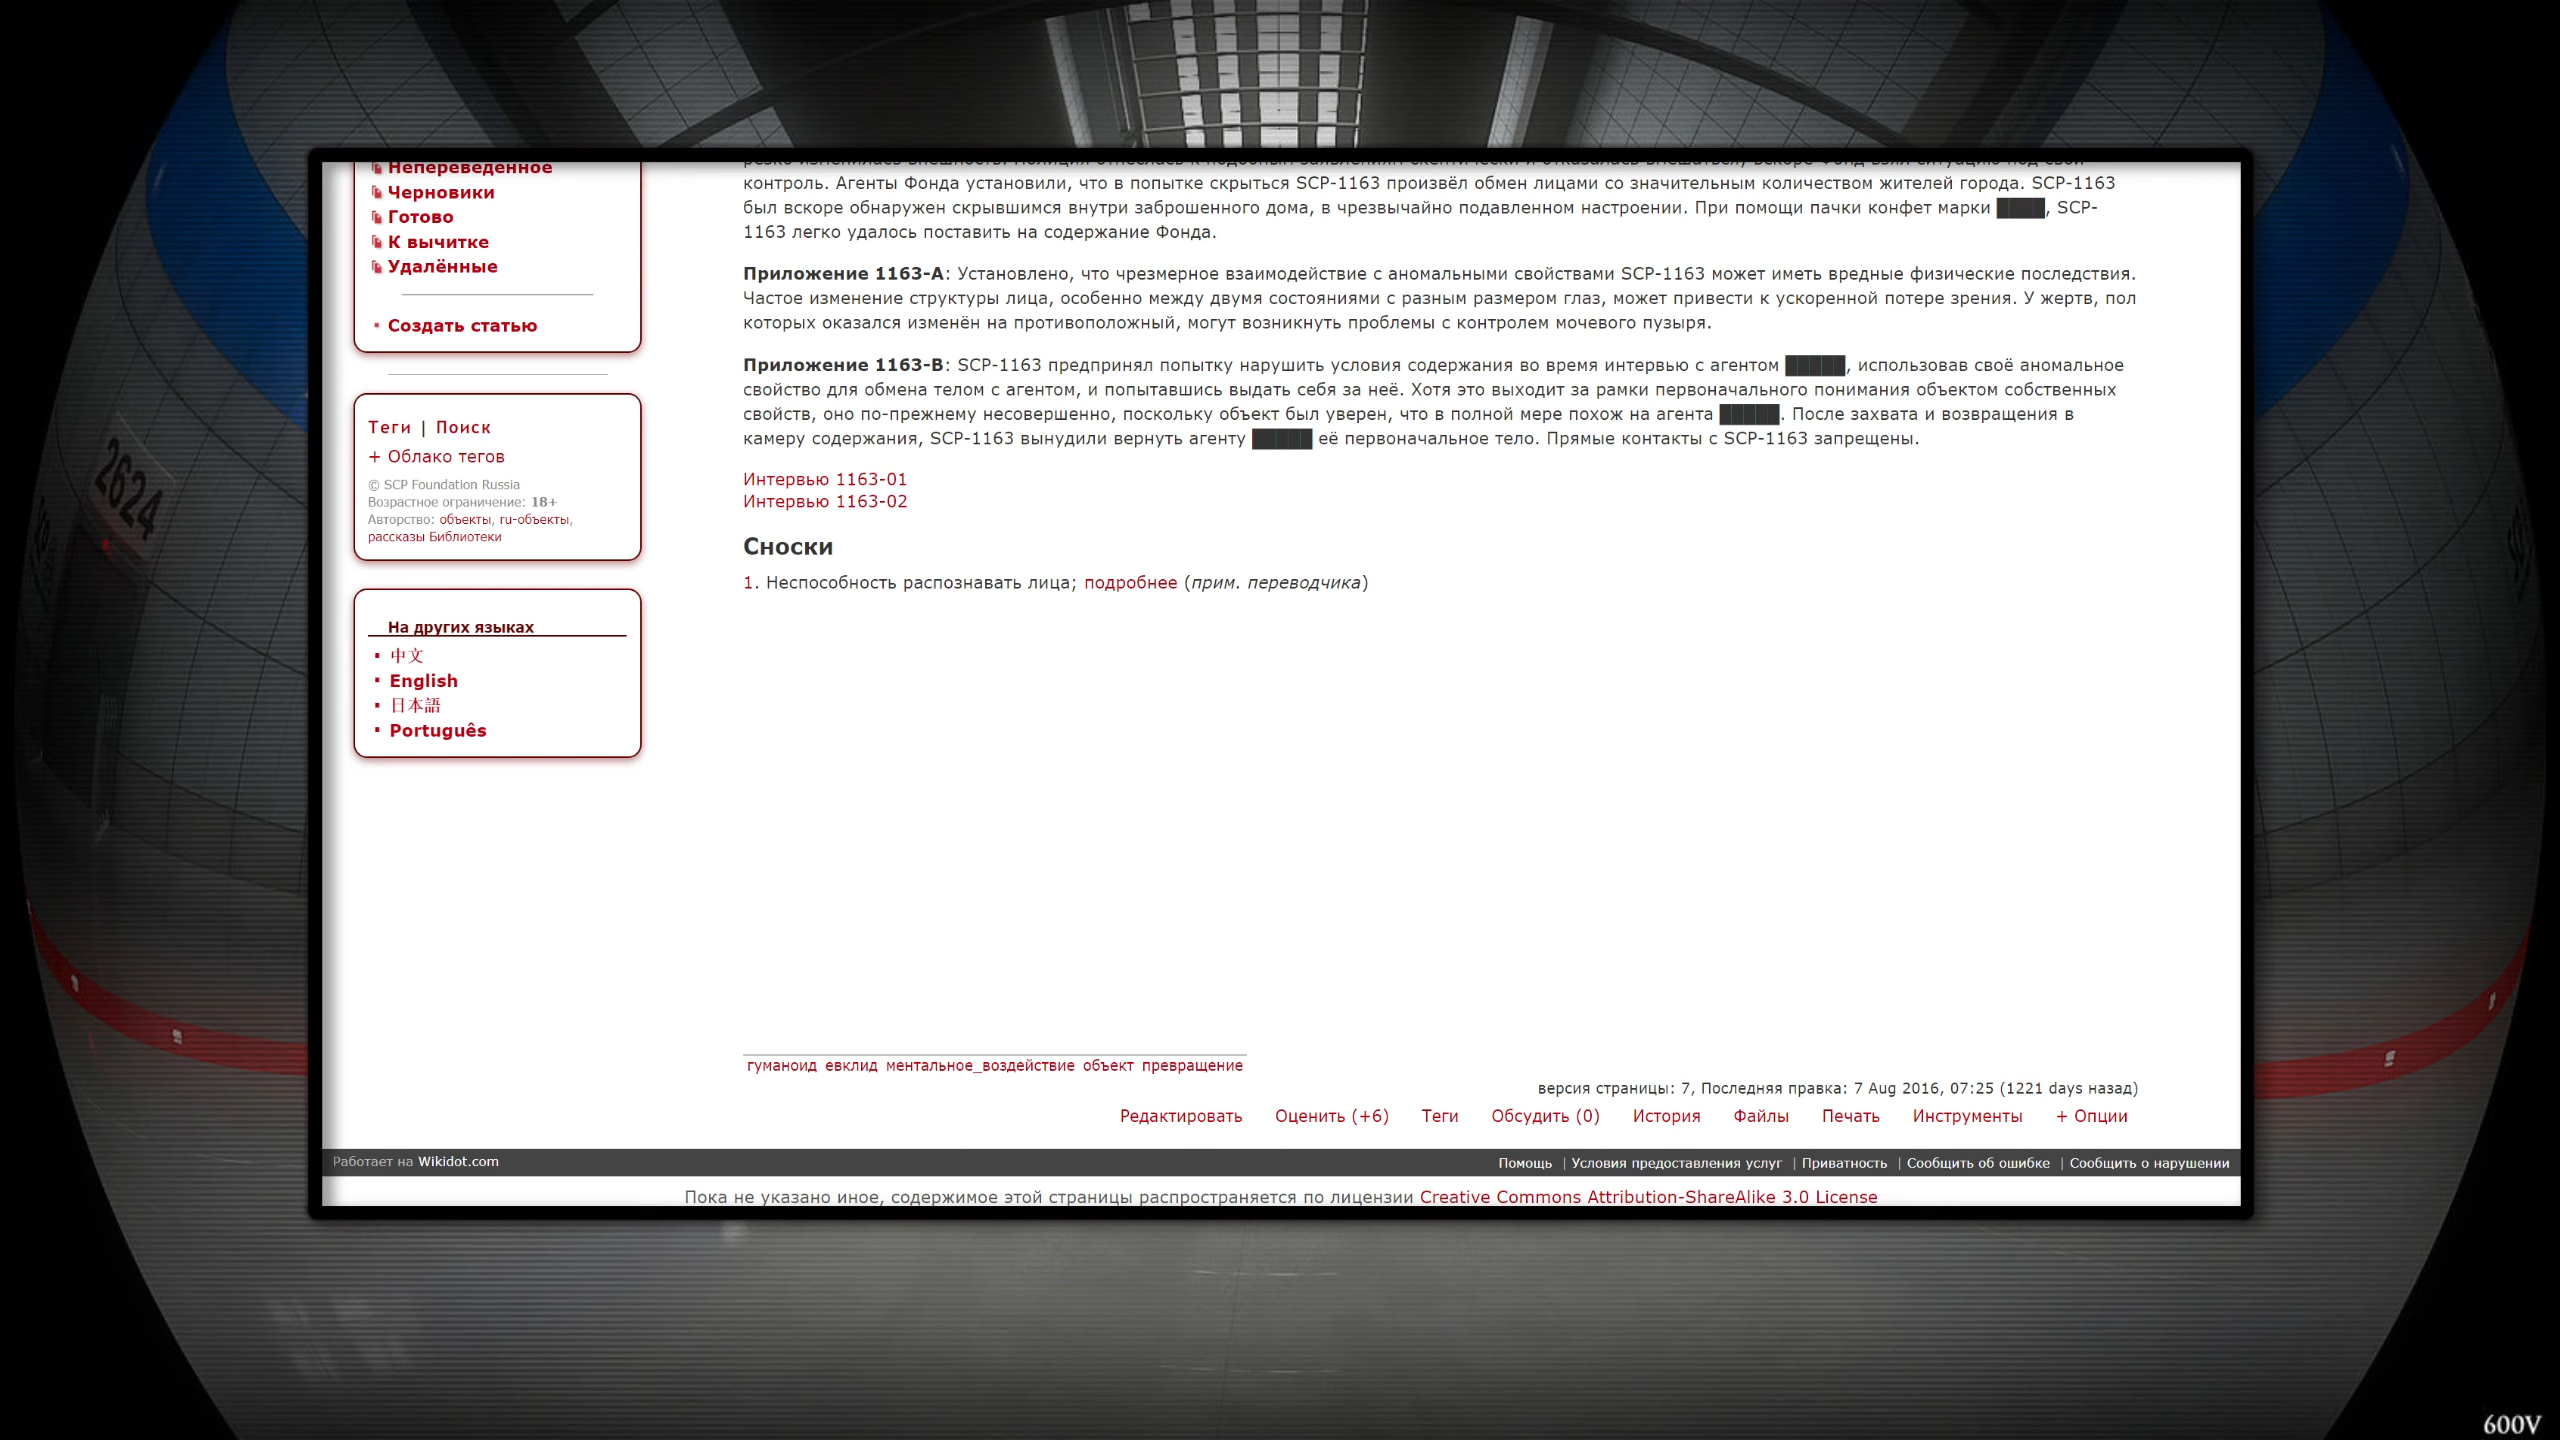 Непереведённое
Черновики
Готово
К вычитке
Удалённые
Создать статью
Теги | Поиск
+ Облако тегов
© SCP Foundation Russia
Возрастное ограничение: 18+
Авторство: объекты, ru-объекты,
рассказы Библиотеки
На других языках
中文
English
日本語
Português
контроль. Агенты Фонда установили, что в попытке скрыться SCP-1163 произвёл обмен лицами со значительным количеством жителей города. SCP-1163
был вскоре обнаружен скрывшимся внутри заброшенного дома, в чрезвычайно подавленном настроении. При помощи пачки конфет марки ████, SCP-
1163 легко удалось поставить на содержание Фонда.
Приложение 1163-A: Установлено, что чрезмерное взаимодействие с аномальными свойствами SCP-1163 может иметь вредные физические последствия.
Частое изменение структуры лица, особенно между двумя состояниями с разным размером глаз, может привести к ускоренной потере зрения. У жертв, пол
которых оказался изменён на противоположный, могут возникнуть проблемы с контролем мочевого пузыря.
Приложение 1163-B: SCP-1163 предпринял попытку нарушить условия содержания во время интервью с агентом █████, использовав своё аномальное
свойство для обмена телом с агентом, и попытавшись выдать себя за неё. Хотя это выходит за рамки первоначального понимания объектом собственных
свойств, оно по-прежнему несовершенно, поскольку объект был уверен, что в полной мере похож на агента █████. После захвата и возвращения в
камеру содержания, SCP-1163 вынудили вернуть агенту █████ её первоначальное тело. Прямые контакты с SCP-1163 запрещены.
Интервью 1163-01
Интервью 1163-02
Сноски
1. Неспособность распознавать лица; подробнее (прим. переводчика)
гуманоид евклид ментальное_воздействие объект превращение
версия страницы: 7, Последняя правка: 7 Aug 2016, 07:25 (1221 days назад)
Редактировать Оценить (+6) Теги Обсудить (0) История Файлы Печать Инструменты + Опции
Работает на Wikidot.com
Помощь | Условия предоставления услуг | Приватность | Сообщить об ошибке | Сообщить о нарушении
Пока не указано иное, содержимое этой страницы распространяется по лицензии Creative Commons Attribution-ShareAlike 3.0 License
2624
600V